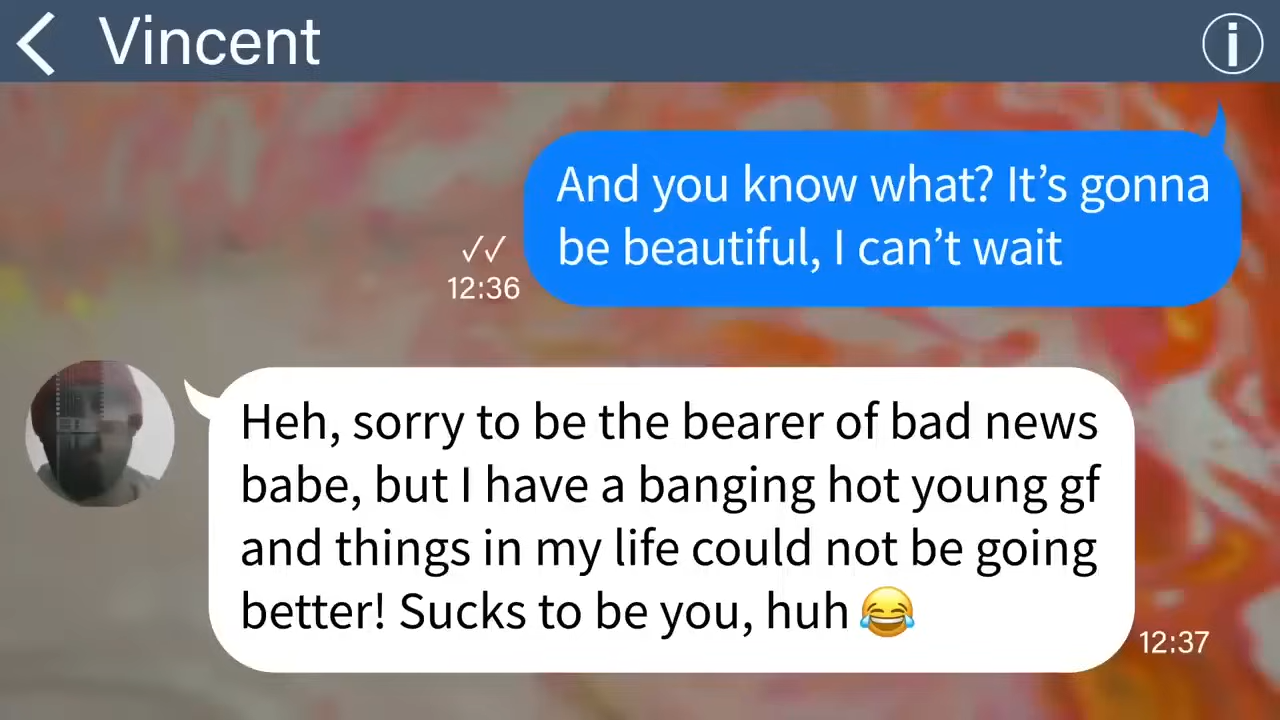 Vincent
And you know what? It’s gonna
be beautiful, I can’t wait
12:36
Heh, sorry to be the bearer of bad news
babe, but I have a banging hot young gf
and things in my life could not be going
better! Sucks to be you, huh 😂
12:37